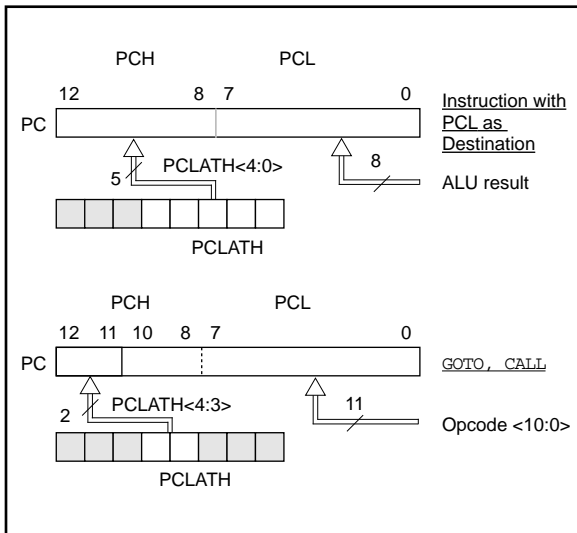 PCH PCL
12 8 7 0
PC
Instruction with
PCL as
Destination
PCLATH<4:0>
5
8
ALU result
PCLATH
PCH PCL
12 11 10 8 7 0
PC
GOTO, CALL
PCLATH<4:3>
2
11
Opcode <10:0>
PCLATH